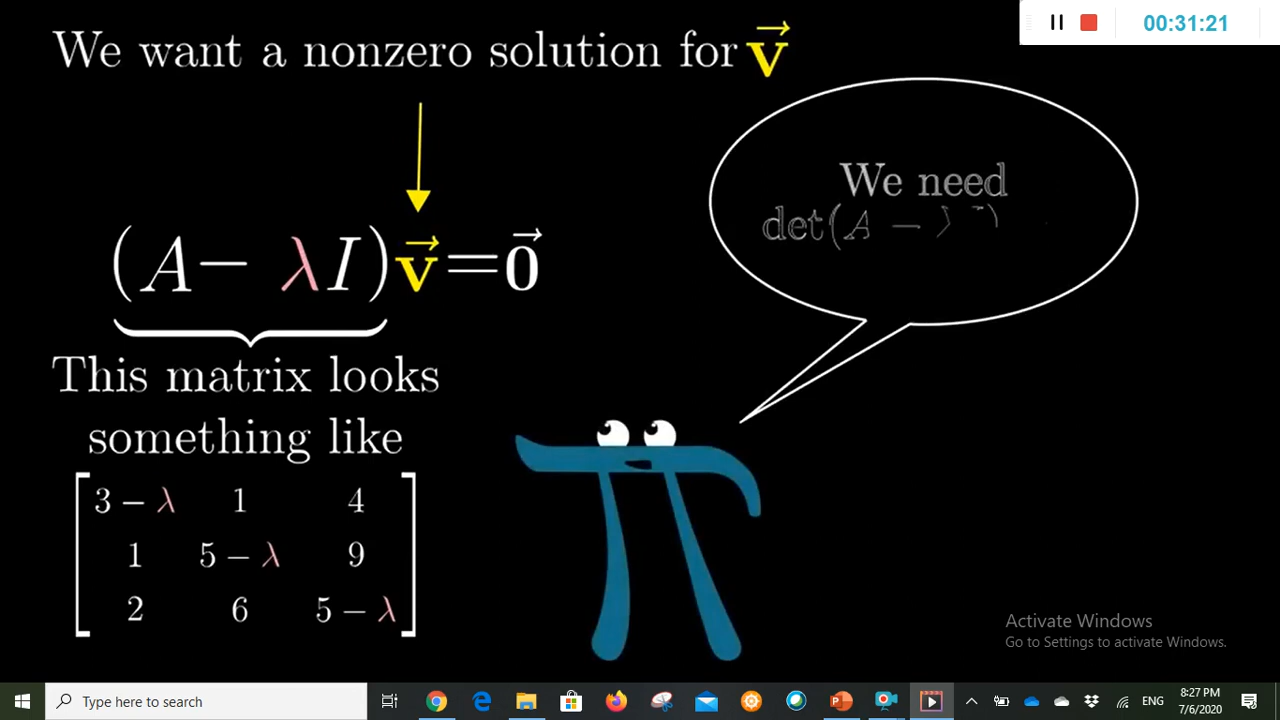 We want a nonzero solution for v⃗
00:31:21
We need
det(A − λI)
(A − λI)v⃗ = 0⃗
This matrix looks
something like
3 − λ 1 4
1 5 − λ 9
2 6 5 − λ
Activate Windows
Go to Settings to activate Windows.
Type here to search
ENG
8:27 PM
7/6/2020